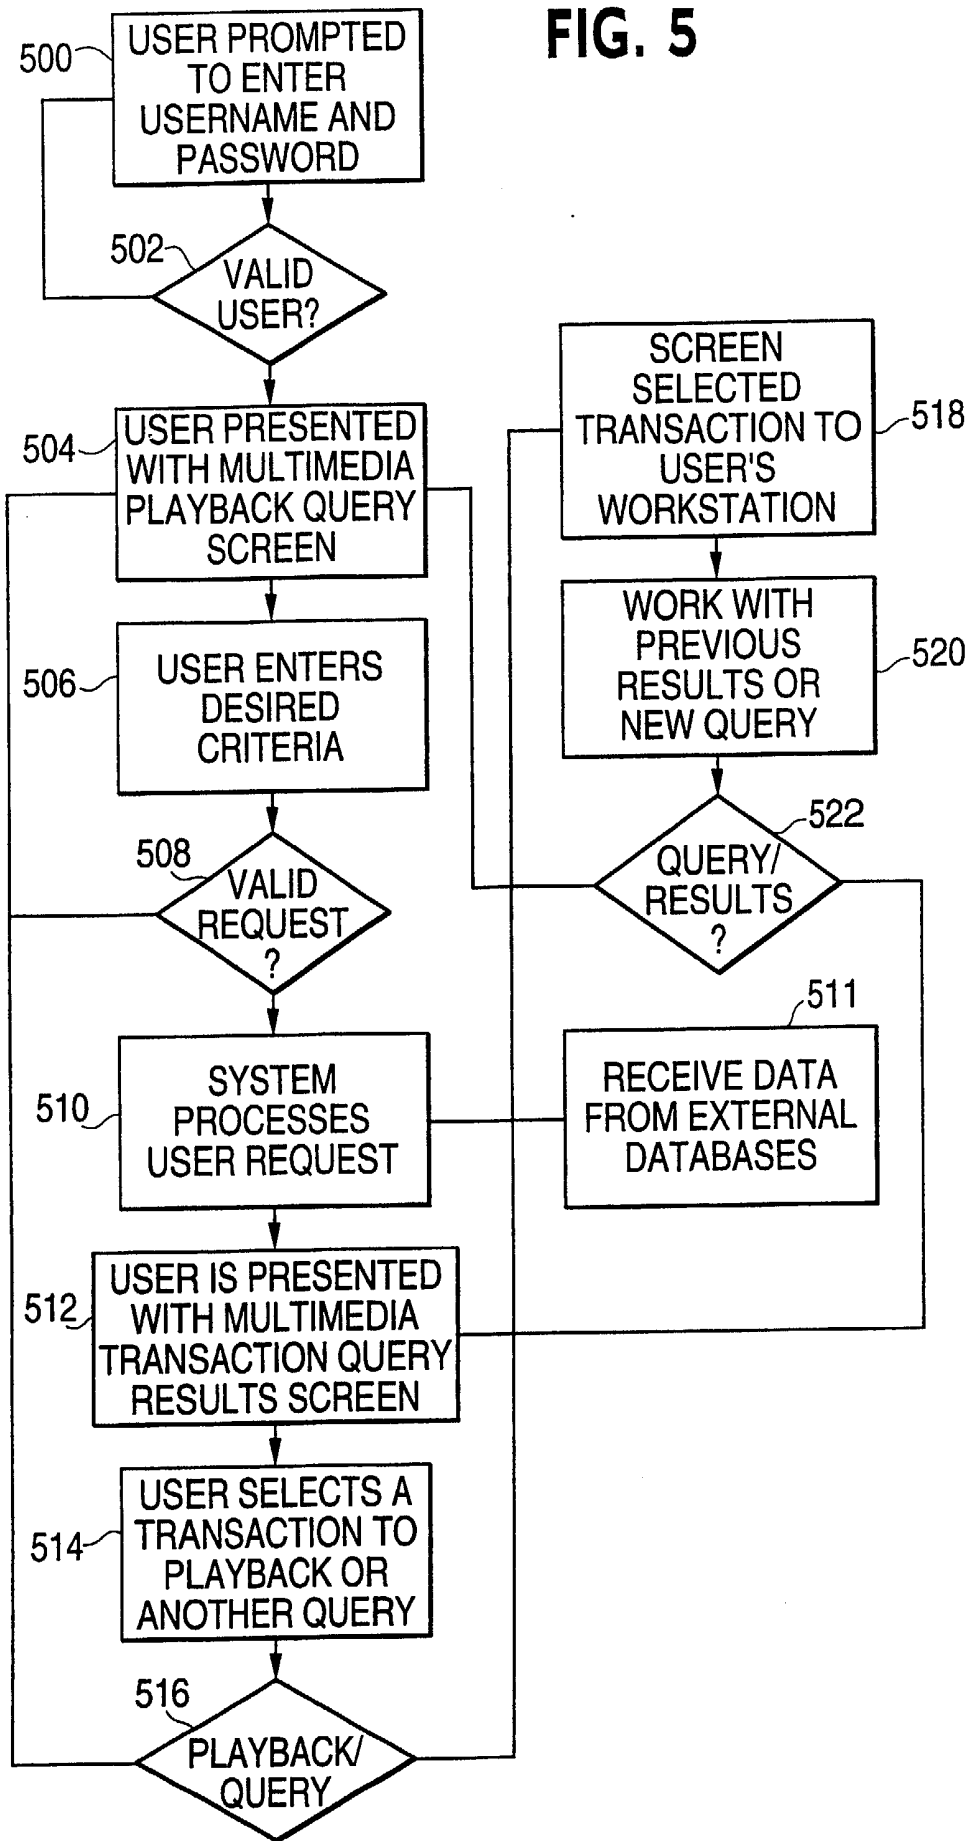 FIG. 5
500
USER PROMPTED
TO ENTER
USERNAME AND
PASSWORD
502
VALID
USER?
504
USER PRESENTED
WITH MULTIMEDIA
PLAYBACK QUERY
SCREEN
506
USER ENTERS
DESIRED
CRITERIA
508
VALID
REQUEST
?
510
SYSTEM
PROCESSES
USER REQUEST
512
USER IS PRESENTED
WITH MULTIMEDIA
TRANSACTION QUERY
RESULTS SCREEN
514
USER SELECTS A
TRANSACTION TO
PLAYBACK OR
ANOTHER QUERY
516
PLAYBACK/
QUERY
SCREEN
SELECTED
TRANSACTION TO
USER'S
WORKSTATION
518
WORK WITH
PREVIOUS
RESULTS OR
NEW QUERY
520
522
QUERY/
RESULTS
?
511
RECEIVE DATA
FROM EXTERNAL
DATABASES